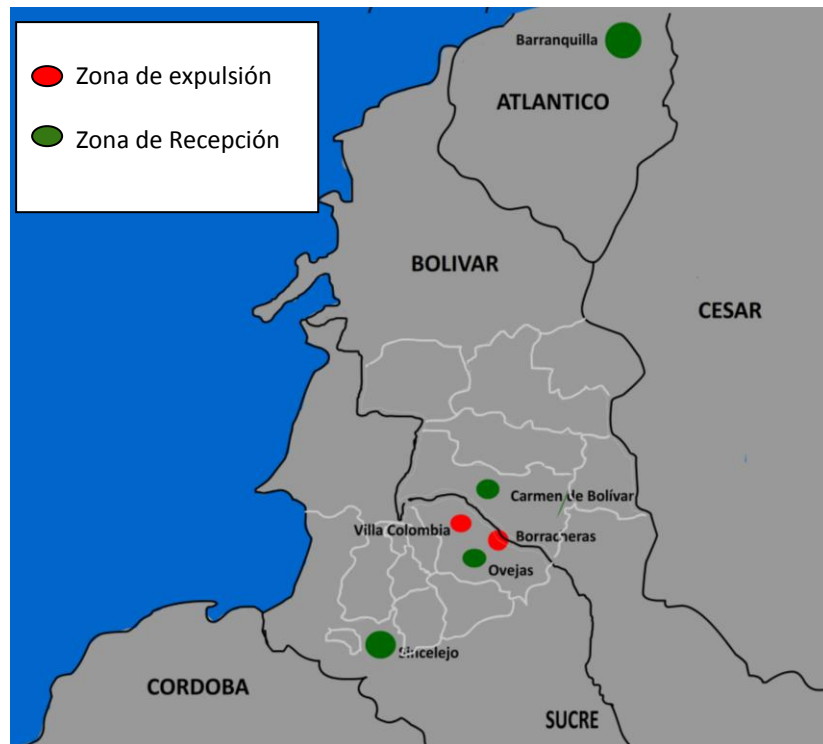 Zona de expulsión
Zona de Recepción
Barranquilla
ATLANTICO
BOLIVAR
CESAR
Carmen de Bolívar
Villa Colombia
Borracheras
Ovejas
Sincelejo
CORDOBA
SUCRE